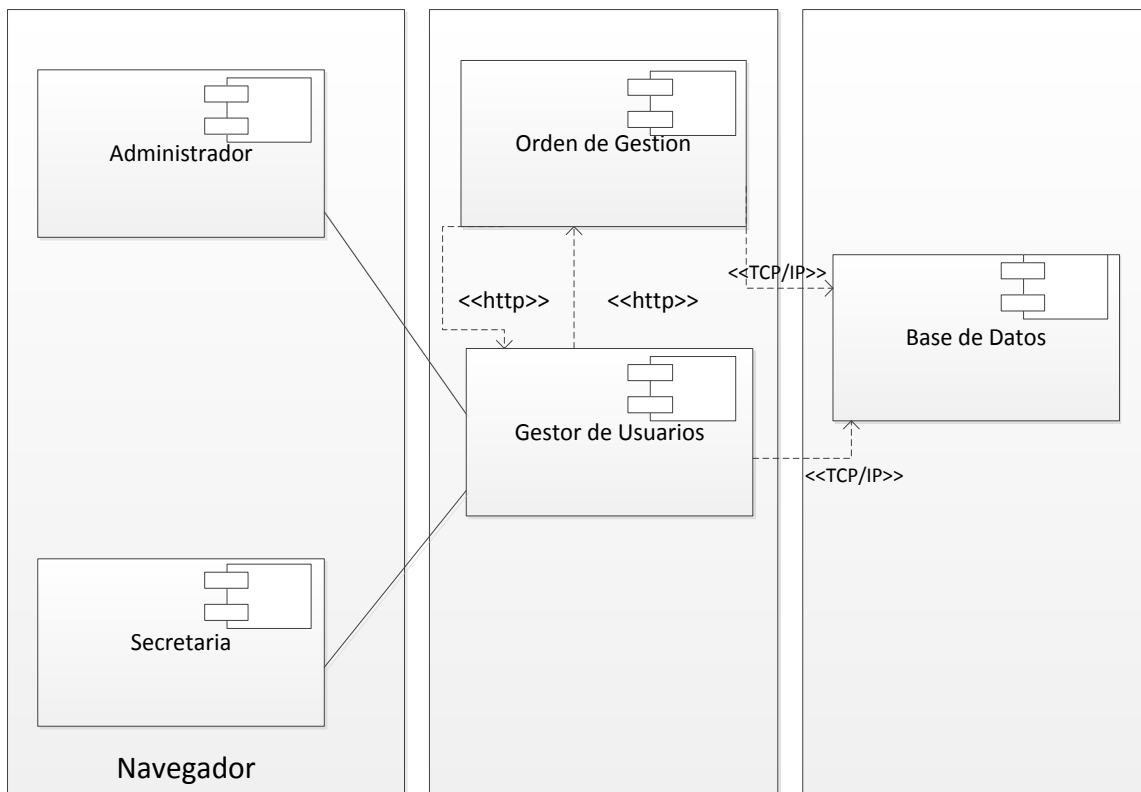 Administrador
Orden de Gestion
<<TCP/IP>>
<<http>>
<<http>>
Base de Datos
Gestor de Usuarios
<<TCP/IP>>
Secretaria
Navegador